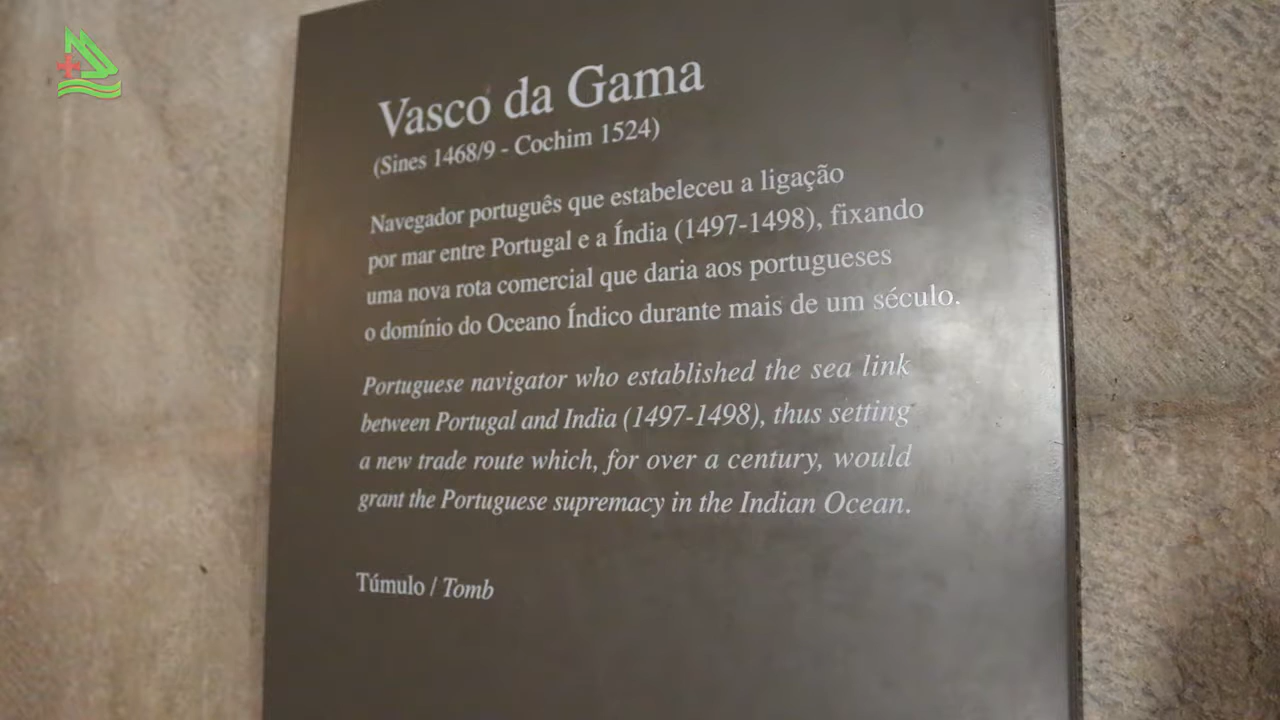 Vasco da Gama
(Sines 1468/9 - Cochim 1524)
Navegador português que estabeleceu a ligação
por mar entre Portugal e a Índia (1497-1498), fixando
uma nova rota comercial que daria aos portugueses
o domínio do Oceano Índico durante mais de um século.
Portuguese navigator who established the sea link
between Portugal and India (1497-1498), thus setting
a new trade route which, for over a century, would
grant the Portuguese supremacy in the Indian Ocean.
Túmulo / Tomb